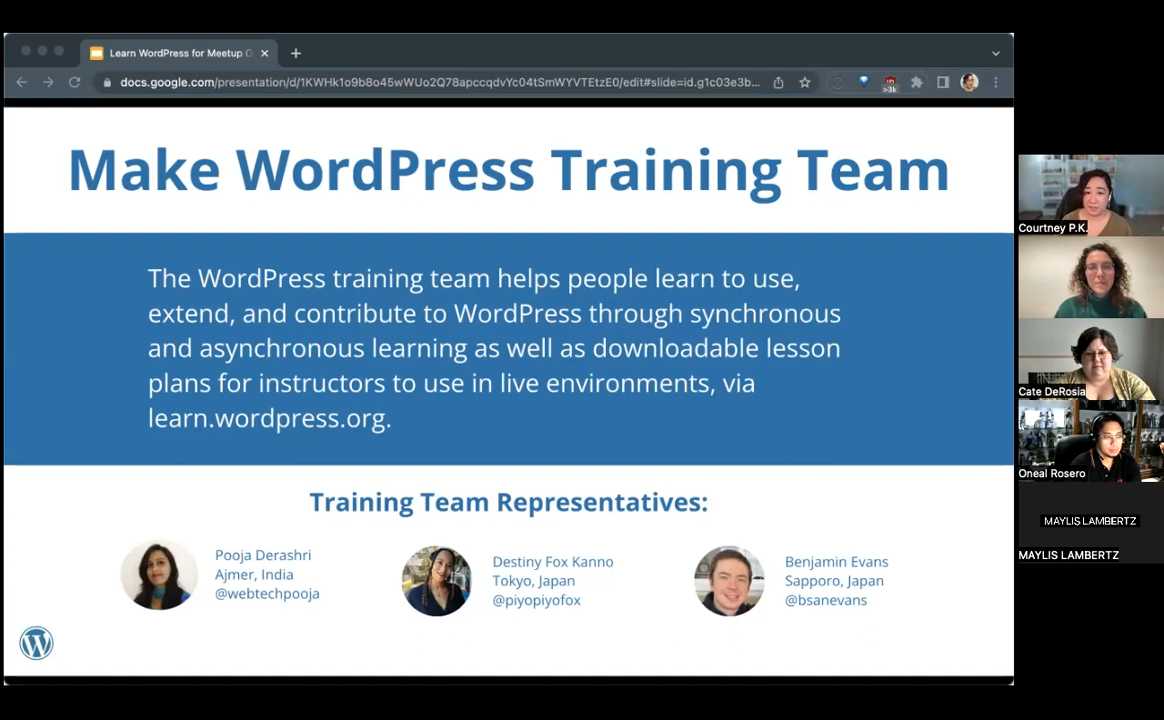 Learn WordPress for Meetup O
docs.google.com/presentation/d/1KWHk1o9b8o45wWUo2Q78apccqdvYc04tSmWYVTEtzE0/edit#slide=id.g1c03e3b...
>3k
Make WordPress Training Team
The WordPress training team helps people learn to use,
extend, and contribute to WordPress through synchronous
and asynchronous learning as well as downloadable lesson
plans for instructors to use in live environments, via
learn.wordpress.org.
Training Team Representatives:
Pooja Derashri
Ajmer, India
@webtechpooja
Destiny Fox Kanno
Tokyo, Japan
@piyopiyofox
Benjamin Evans
Sapporo, Japan
@bsanevans
Courtney P.K.
Cate DeRosia
Oneal Rosero
MAYLIS LAMBERTZ
MAYLIS LAMBERTZ